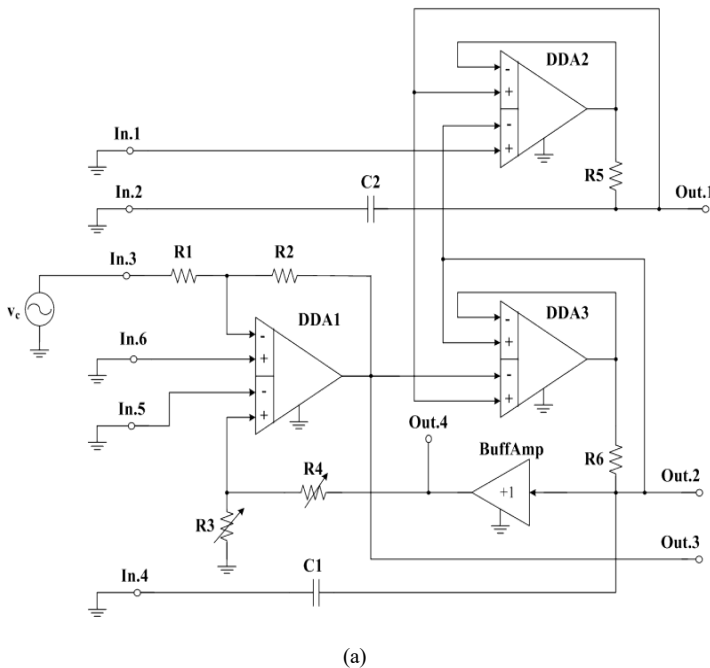 DDA2
-
+
-
+
In.1
R5
In.2
C2
Out.1
In.3
R1
R2
vc
DDA1
DDA3
-
+
-
+
-
+
-
+
In.6
In.5
Out.4
BuffAmp
+1
R6
R4
Out.2
R3
Out.3
In.4
C1
(a)